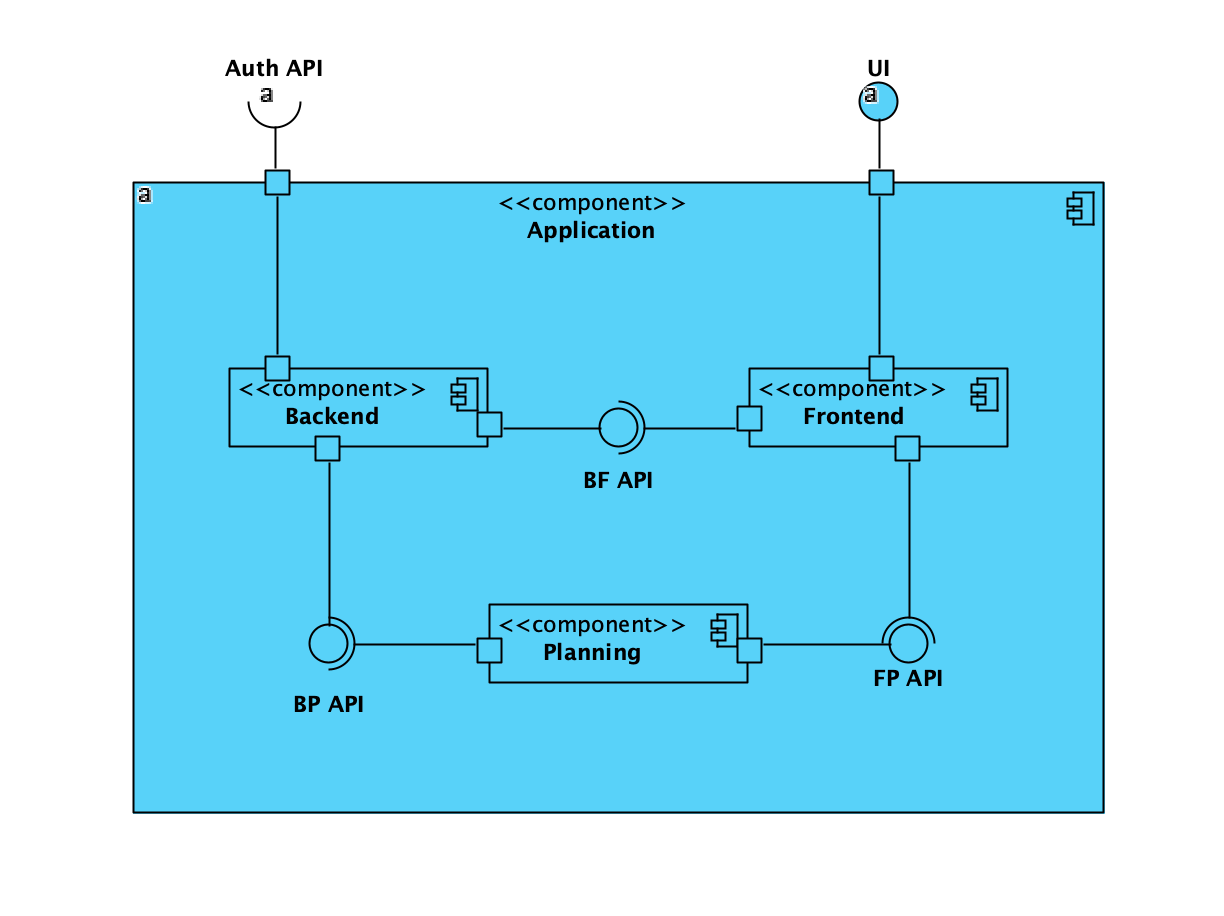 Auth API
a
UI
a
a
<<component>>
Application
<<component>>
Backend
<<component>>
Frontend
BF API
<<component>>
Planning
BP API
FP API